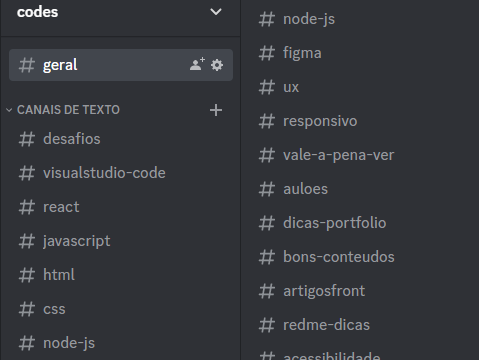 codes
geral
CANAIS DE TEXTO
# desafios
# visualstudio-code
# react
# javascript
# html
# css
# node-js
# node-js
# figma
# ux
# responsivo
# vale-a-pena-ver
# auloes
# dicas-portfolio
# bons-conteudos
# artigosfront
# redme-dicas
# acessibilidade